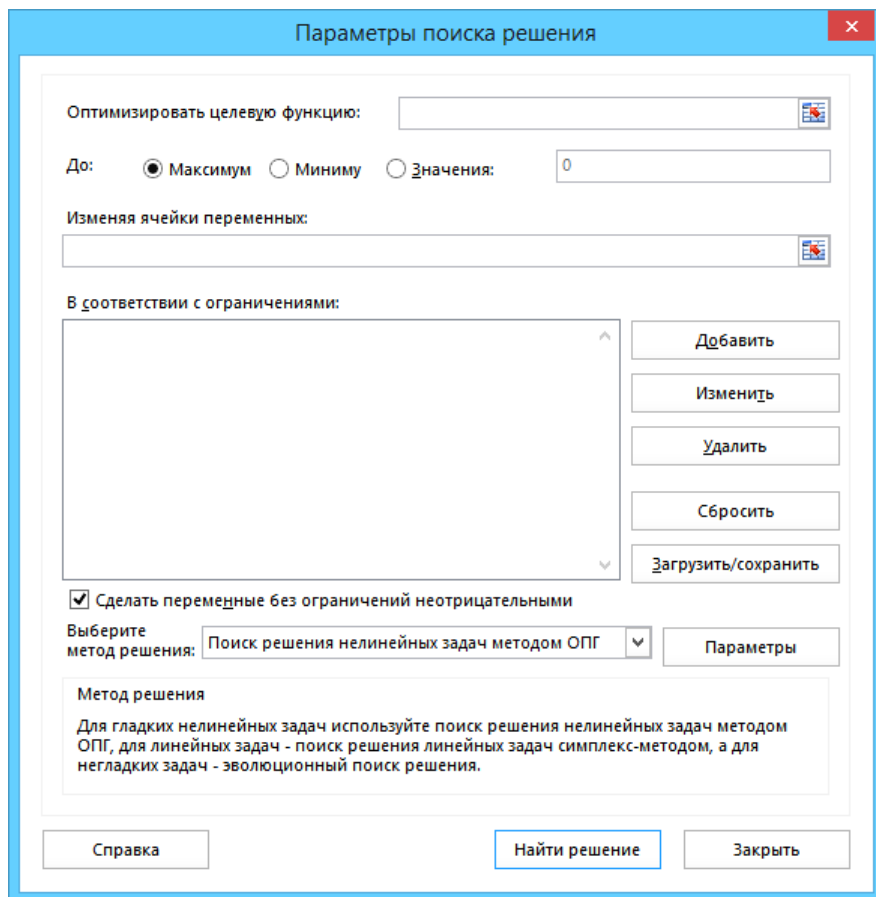 Параметры поиска решения
Оптимизировать целевую функцию:
До: Максимум Миниму Значения: 0
Изменяя ячейки переменных:
В соответствии с ограничениями:
Добавить
Изменить
Удалить
Сбросить
Загрузить/сохранить
Сделать переменные без ограничений неотрицательными
Выберите
метод решения: Поиск решения нелинейных задач методом ОПГ Параметры
Метод решения
Для гладких нелинейных задач используйте поиск решения нелинейных задач методом
ОПГ, для линейных задач - поиск решения линейных задач симплекс-методом, а для
негладких задач - эволюционный поиск решения.
Справка Найти решение Закрыть